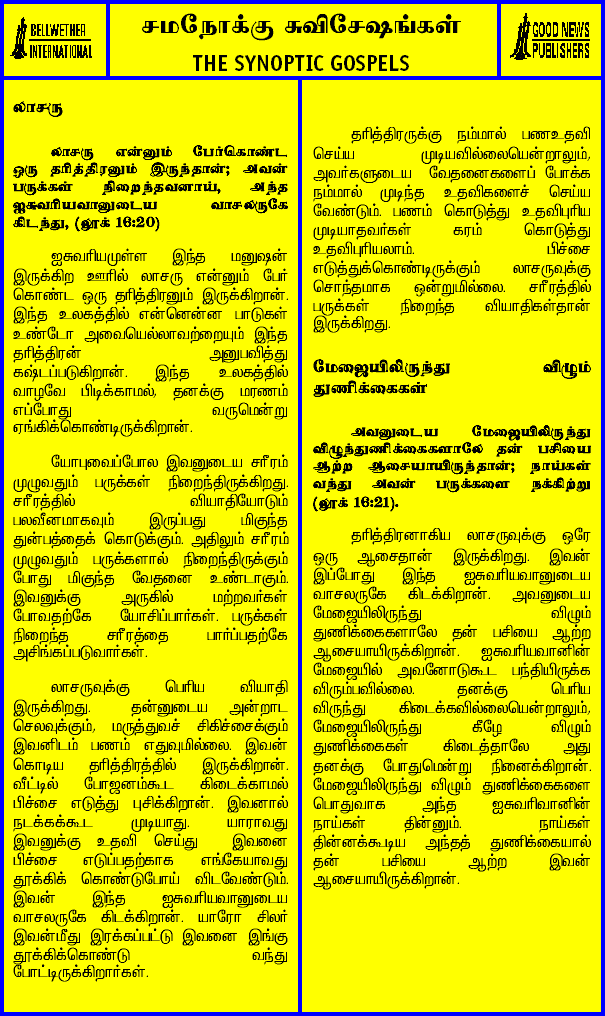 BELLWETHER
INTERNATIONAL
சமநோக்கு சுவிசேஷங்கள்
THE SYNOPTIC GOSPELS
GOOD NEWS
PUBLISHERS
லாசரு
லாசரு என்னும் பேர்கொண்ட
ஒரு தரித்திரனும் இருந்தான்; அவன்
பருக்கள் நிறைந்தவனாய், அந்த
ஐசுவரியவானுடைய வாசலருகே
கிடந்து, (லூக் 16:20)
ஐசுவரியமுள்ள இந்த மனுஷன்
இருக்கிற ஊரில் லாசரு என்னும் பேர்
கொண்ட ஒரு தரித்திரனும் இருக்கிறான்.
இந்த உலகத்தில் என்னென்ன பாடுகள்
உண்டோ அவையெல்லாவற்றையும் இந்த
தரித்திரன் அனுபவித்து
கஷ்டப்படுகிறான். இந்த உலகத்தில்
வாழவே பிடிக்காமல், தனக்கு மரணம்
எப்போது வருமென்று
ஏங்கிக்கொண்டிருக்கிறான்.
யோபுவைப்போல இவனுடைய சரீரம்
முழுவதும் பருக்கள் நிறைந்திருக்கிறது.
சரீரத்தில் வியாதியோடும்
பலவீனமாகவும் இருப்பது மிகுந்த
துன்பத்தைக் கொடுக்கும். அதிலும் சரீரம்
முழுவதும் பருக்களால் நிறைந்திருக்கும்
போது மிகுந்த வேதனை உண்டாகும்.
இவனுக்கு அருகில் மற்றவர்கள்
போவதற்கே யோசிப்பார்கள். பருக்கள்
நிறைந்த சரீரத்தை பார்ப்பதற்கே
அசிங்கப்படுவார்கள்.
லாசருவுக்கு பெரிய வியாதி
இருக்கிறது. தன்னுடைய அன்றாட
செலவுக்கும், மருத்துவச் சிகிச்சைக்கும்
இவனிடம் பணம் எதுவுமில்லை. இவன்
கொடிய தரித்திரத்தில் இருக்கிறான்.
வீட்டில் போஜனம்கூட கிடைக்காமல்
பிச்சை எடுத்து புசிக்கிறான். இவனால்
நடக்கக்கூட முடியாது. யாராவது
இவனுக்கு உதவி செய்து இவனை
பிச்சை எடுப்பதற்காக எங்கேயாவது
தூக்கிக் கொண்டுபோய் விடவேண்டும்.
இவன் இந்த ஐசுவரியவானுடைய
வாசலருகே கிடக்கிறான். யாரோ சிலர்
இவன்மீது இரக்கப்பட்டு இவனை இங்கு
தூக்கிக்கொண்டு வந்து
போட்டிருக்கிறார்கள்.
தரித்திரருக்கு நம்மால் பணஉதவி
செய்ய முடியவில்லையென்றாலும்,
அவர்களுடைய வேதனைகளைப் போக்க
நம்மால் முடிந்த உதவிகளைச் செய்ய
வேண்டும். பணம் கொடுத்து உதவிபுரிய
முடியாதவர்கள் கரம் கொடுத்து
உதவிபுரியலாம். பிச்சை
எடுத்துக்கொண்டிருக்கும் லாசருவுக்கு
சொந்தமாக ஒன்றுமில்லை. சரீரத்தில்
பருக்கள் நிறைந்த வியாதிகள்தான்
இருக்கிறது.
மேஜையிலிருந்து விழும்
துணிக்கைகள்
அவனுடைய மேஜையிலிருந்து
விழுந்துணிக்கைகளாலே தன் பசியை
ஆற்ற ஆசையாயிருந்தான்; நாய்கள்
வந்து அவன் பருக்களை நக்கிற்று
(லூக் 16:21).
தரித்திரனாகிய லாசருவுக்கு ஒரே
ஒரு ஆசைதான் இருக்கிறது. இவன்
இப்போது இந்த ஐசுவரியவானுடைய
வாசலருகே கிடக்கிறான். அவனுடைய
மேஜையிலிருந்து விழும்
துணிக்கைகளாலே தன் பசியை ஆற்ற
ஆசையாயிருக்கிறான். ஐசுவரியவானின்
மேஜையில் அவனோடுகூட பந்தியிருக்க
விரும்பவில்லை. தனக்கு பெரிய
விருந்து கிடைக்கவில்லையென்றாலும்,
மேஜையிலிருந்து கீழே விழும்
துணிக்கைகள் கிடைத்தாலே அது
தனக்கு போதுமென்று நினைக்கிறான்.
மேஜையிலிருந்து விழும் துணிக்கைகளை
பொதுவாக அந்த ஐசுவரிவானின்
நாய்கள் தின்னும். நாய்கள்
தின்னக்கூடிய அந்தத் துணிக்கையால்
தன் பசியை ஆற்ற இவன்
ஆசையாயிருக்கிறான்.